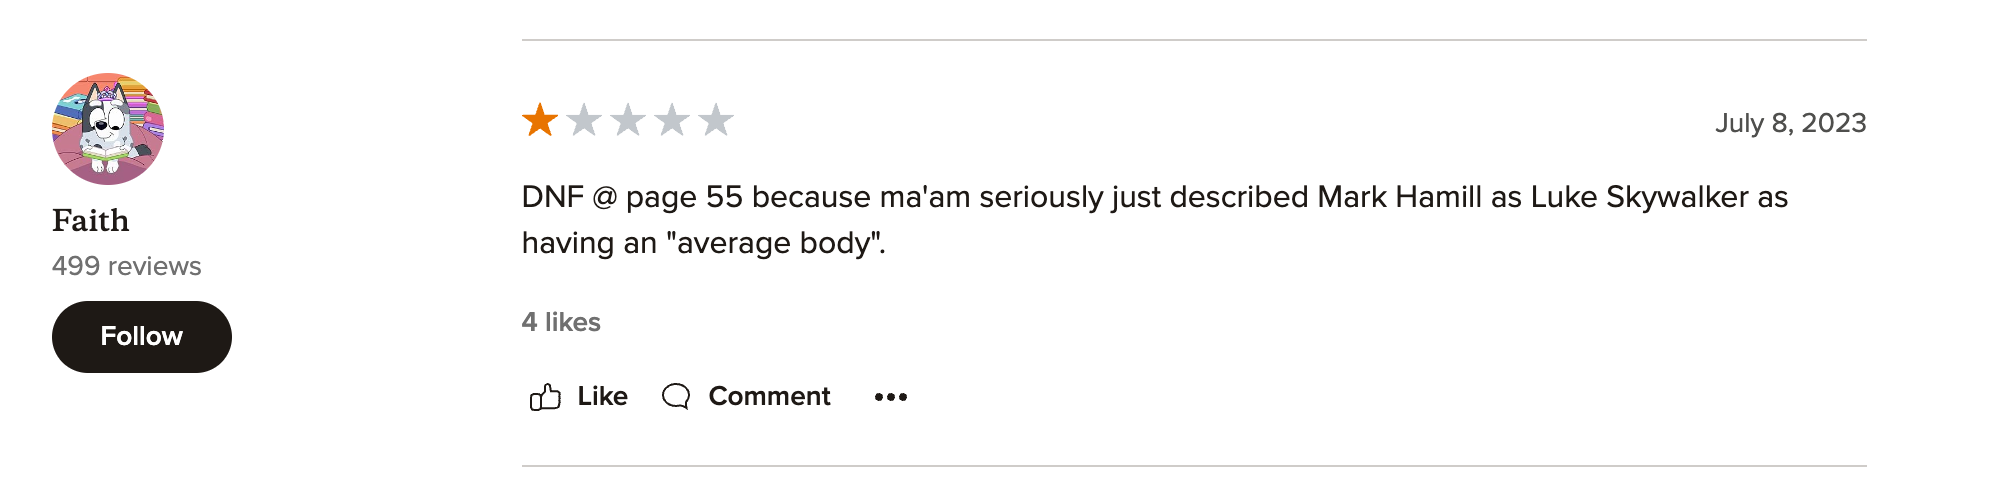 July 8, 2023
Faith
499 reviews
Follow
DNF @ page 55 because ma'am seriously just described Mark Hamill as Luke Skywalker as
having an "average body".
4 likes
Like Comment •••